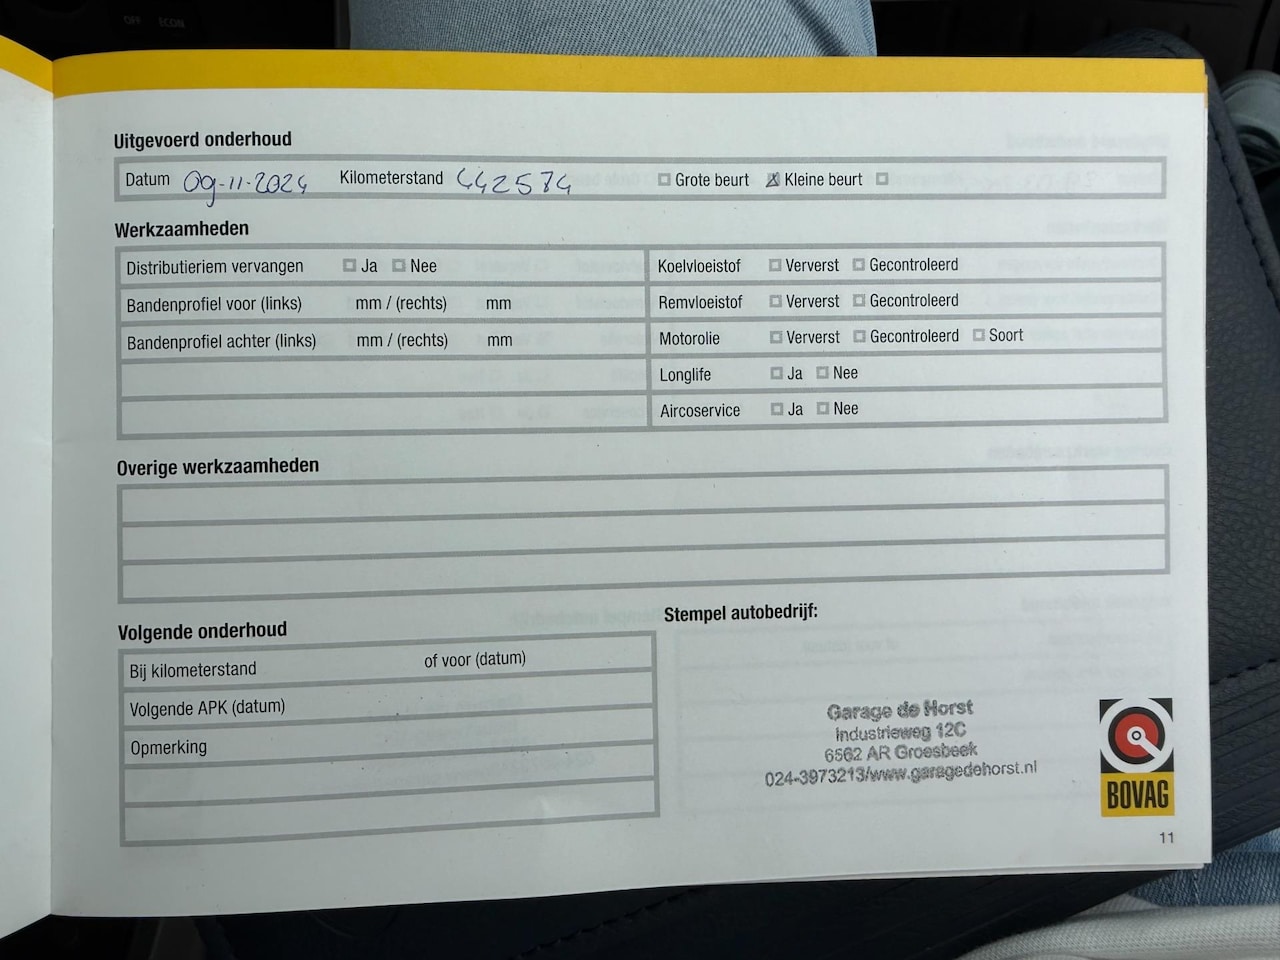 OFF ECON
Uitgevoerd onderhoud
Datum 09-11-2024 Kilometerstand 442574 Grote beurt Kleine beurt
Werkzaamheden
Distributieriem vervangen Ja Nee
Bandenprofiel voor (links) mm / (rechts) mm
Bandenprofiel achter (links) mm / (rechts) mm
Koelvloeistof Ververst Gecontroleerd
Remvloeistof Ververst Gecontroleerd
Motorolie Ververst Gecontroleerd Soort
Longlife Ja Nee
Aircoservice Ja Nee
Overige werkzaamheden
Volgende onderhoud
Bij kilometerstand of voor (datum)
Volgende APK (datum)
Opmerking
Stempel autobedrijf:
Garage de Horst
Industrieweg 12C
6562 AR Groesbeek
024-3973213/www.garagedehorst.nl
BOVAG
11